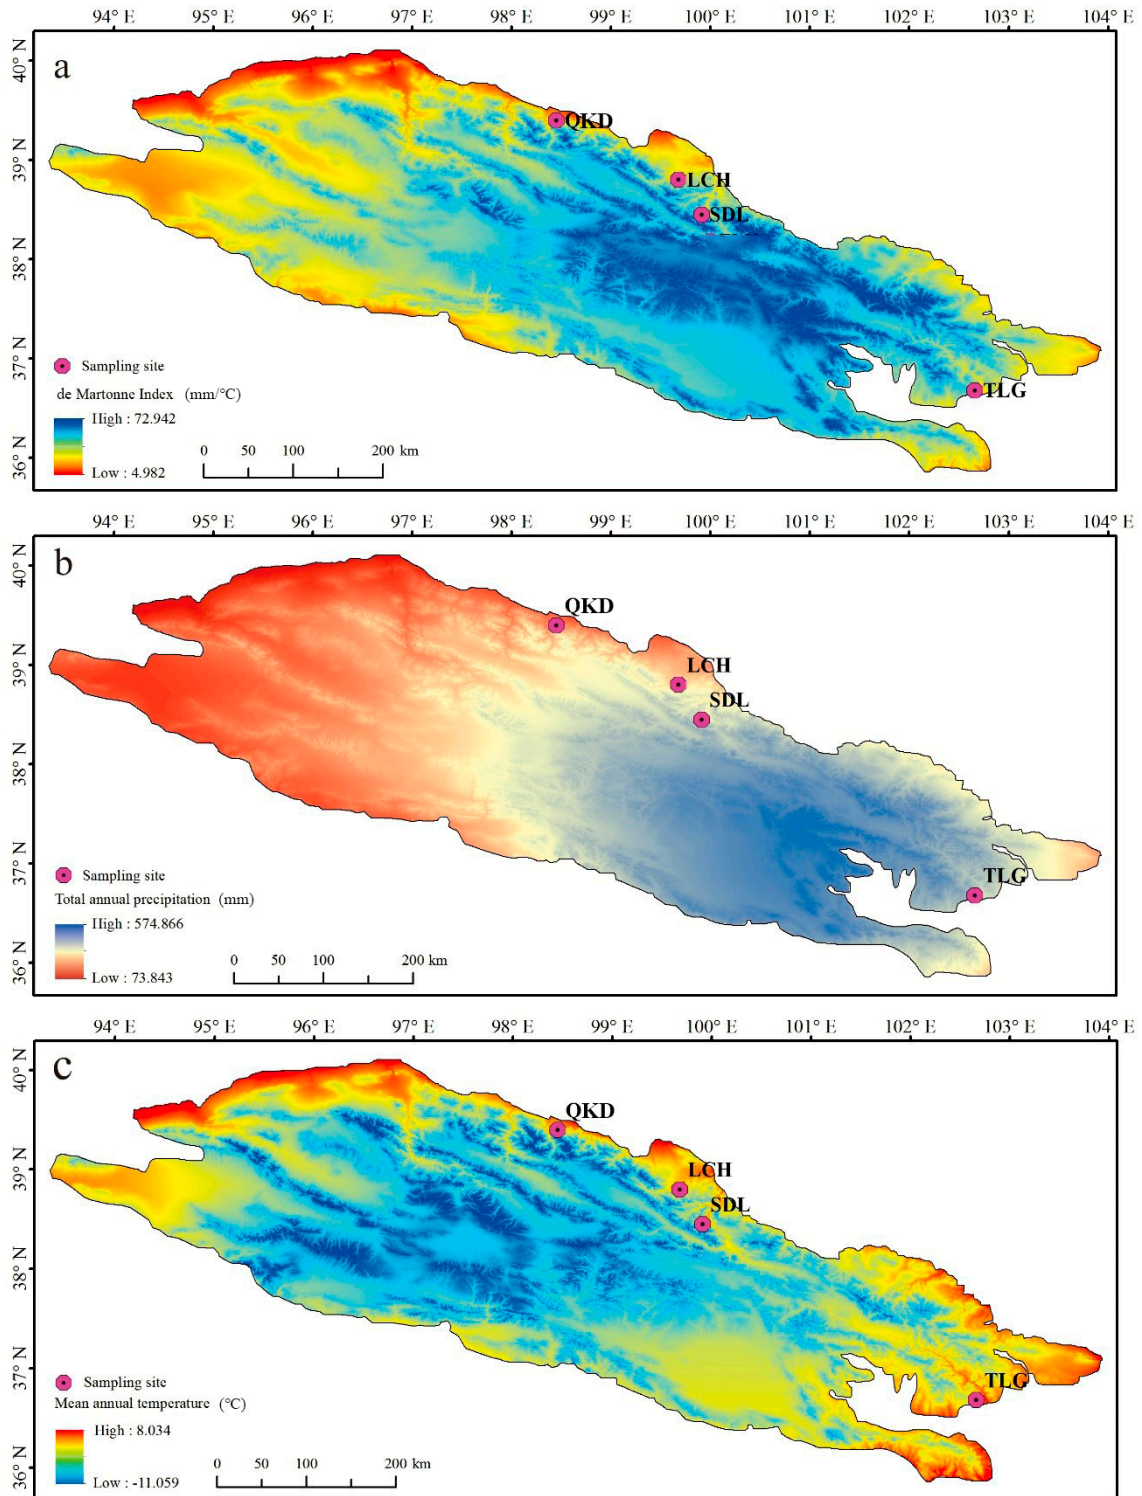 94° E 95° E 96° E 97° E 98° E 99° E 100° E 101° E 102° E 103° E 104° E
40° N
39° N
38° N
37° N
36° N
a
QKD
LCH
SDL
TLG
Sampling site
de Martonne Index (mm/℃)
High : 72.942
Low : 4.982
0 50 100 200 km
94° E 95° E 96° E 97° E 98° E 99° E 100° E 101° E 102° E 103° E 104° E
40° N
39° N
38° N
37° N
36° N
b
QKD
LCH
SDL
TLG
Sampling site
Total annual precipitation (mm)
High : 574.866
Low : 73.843
0 50 100 200 km
94° E 95° E 96° E 97° E 98° E 99° E 100° E 101° E 102° E 103° E 104° E
40° N
39° N
38° N
37° N
36° N
c
QKD
LCH
SDL
TLG
Sampling site
Mean annual temperature (℃)
High : 8.034
Low : -11.059
0 50 100 200 km